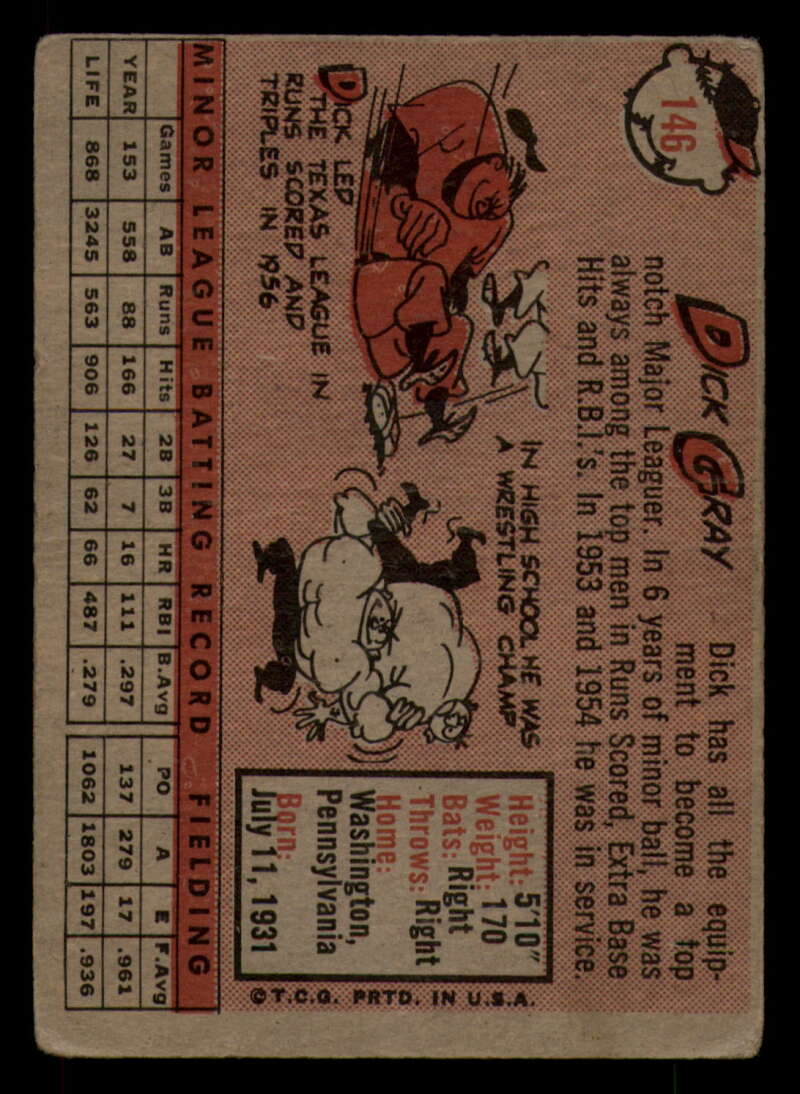 146
DICK GRAY
Dick has all the equip-
ment to become a top
notch Major Leaguer. In 6 years of minor ball, he was
always among the top men in Runs Scored, Extra Base
Hits and R.B.I.'s. In 1953 and 1954 he was in service.
DICK LED
THE TEXAS LEAGUE IN
RUNS SCORED AND
TRIPLES IN 1956
IN HIGH SCHOOL HE WAS
A WRESTLING CHAMP
Height: 5'10"
Weight: 170
Bats: Right
Throws: Right
Home:
Washington,
Pennsylvania
Born:
July 11, 1931
©T.C.G. PRTD. IN U.S.A.
MINOR LEAGUE BATTING RECORD FIELDING
Games AB Runs Hits 2B 3B HR RBI B.Avg PO A E F.Avg
YEAR 153 558 88 166 27 7 16 111 .297 137 279 17 .961
LIFE 868 3245 563 906 126 62 66 487 .279 1062 1803 197 .936